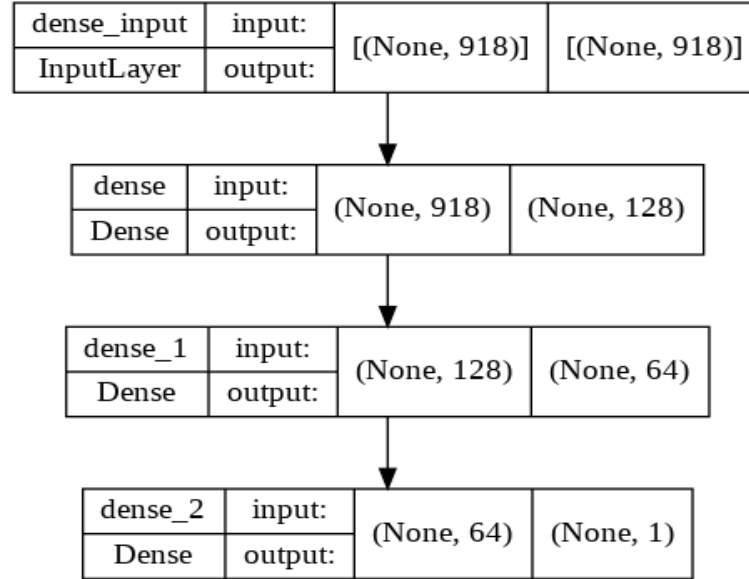 dense_input input: [(None, 918)] [(None, 918)]
InputLayer output:
dense input: (None, 918) (None, 128)
Dense output:
dense_1 input: (None, 128) (None, 64)
Dense output:
dense_2 input: (None, 64) (None, 1)
Dense output: